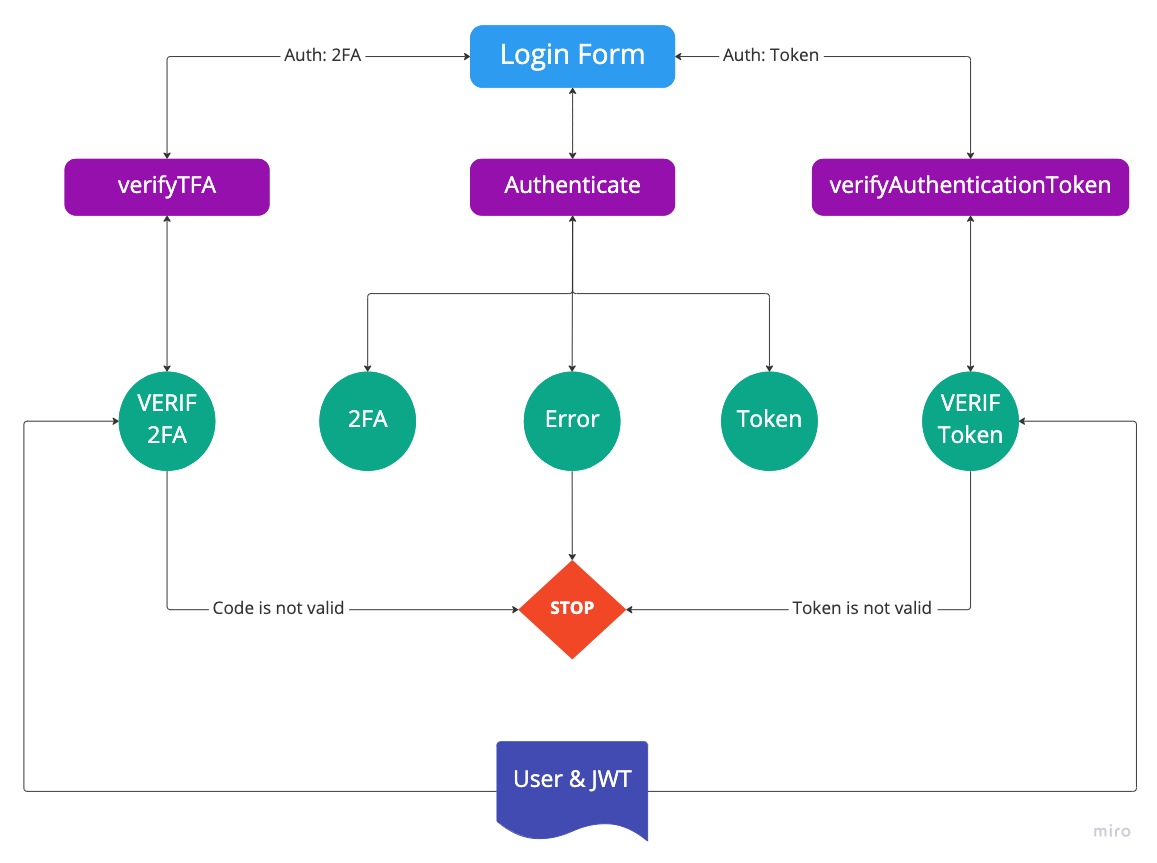 Login Form
Auth: 2FA
Auth: Token
verifyTFA
Authenticate
verifyAuthenticationToken
VERIF
2FA
2FA
Error
Token
VERIF
Token
Code is not valid
STOP
Token is not valid
User & JWT
miro